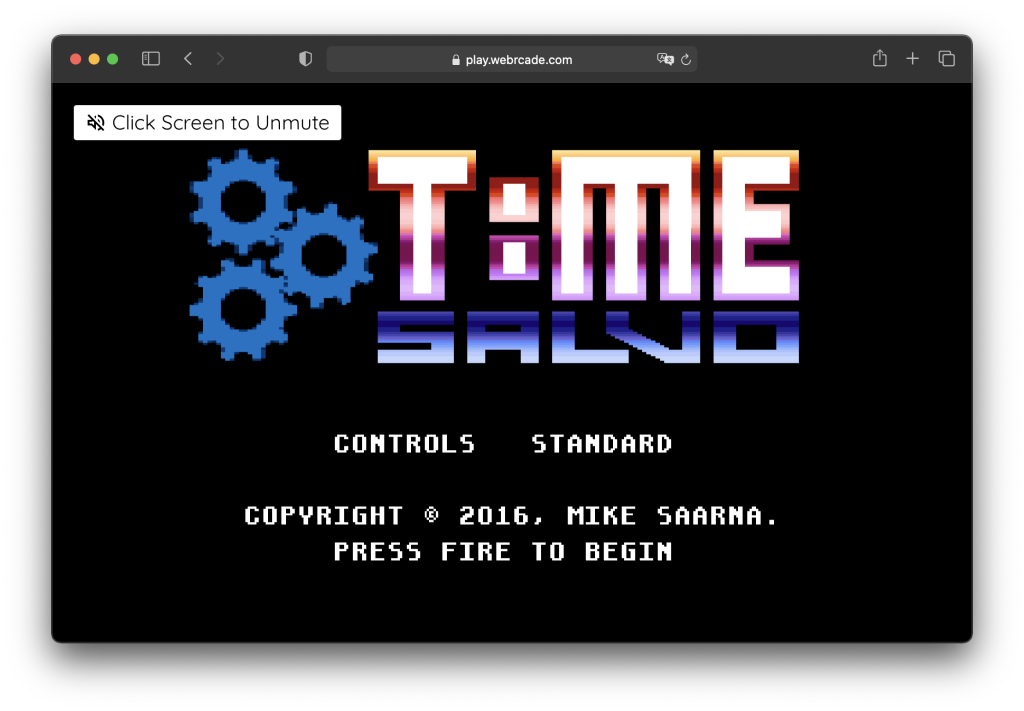 play.webrcade.com
Click Screen to Unmute
T:ME
SALVO
CONTROLS STANDARD
COPYRIGHT © 2016, MIKE SAARNA.
PRESS FIRE TO BEGIN